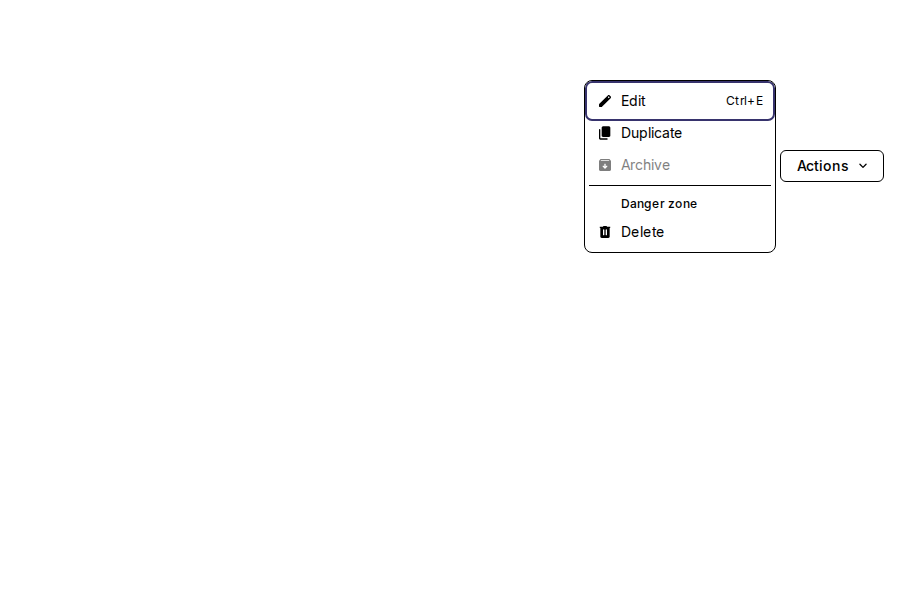 Edit Ctrl+E
Duplicate
Archive
Actions
Danger zone
Delete